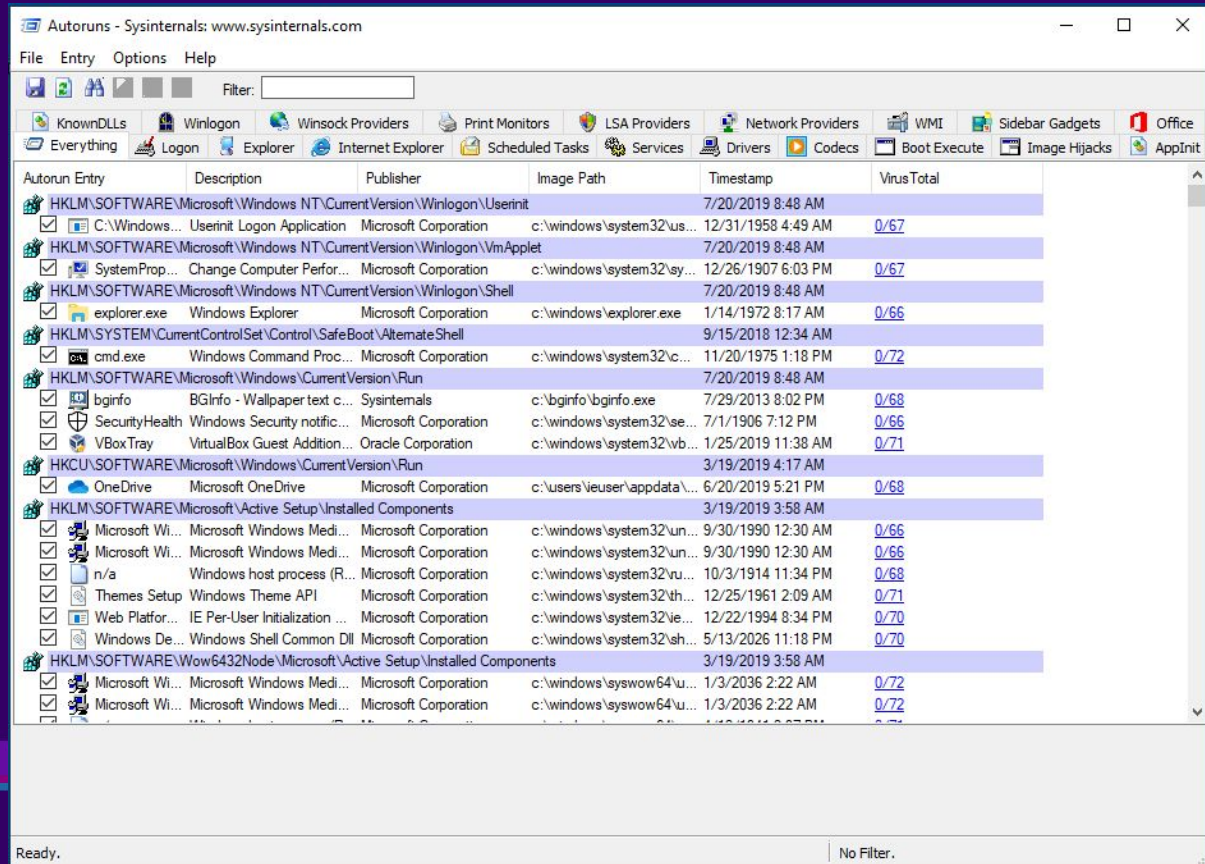 Autoruns - Sysinternals: www.sysinternals.com
File Entry Options Help
Filter:
KnownDLLs Winlogon Winsock Providers Print Monitors LSA Providers Network Providers WMI Sidebar Gadgets Office
Everything Logon Explorer Internet Explorer Scheduled Tasks Services Drivers Codecs Boot Execute Image Hijacks AppInit
Autorun Entry Description Publisher Image Path Timestamp VirusTotal
HKLM\SOFTWARE\Microsoft\Windows NT\CurrentVersion\Winlogon\Userinit 7/20/2019 8:48 AM
C:\Windows... Userinit Logon Application Microsoft Corporation c:\windows\system32\us... 12/31/1958 4:49 AM 0/67
HKLM\SOFTWARE\Microsoft\Windows NT\CurrentVersion\Winlogon\VmApplet 7/20/2019 8:48 AM
SystemProp... Change Computer Perfor... Microsoft Corporation c:\windows\system32\sy... 12/26/1907 6:03 PM 0/67
HKLM\SOFTWARE\Microsoft\Windows NT\CurrentVersion\Winlogon\Shell 7/20/2019 8:48 AM
explorer.exe Windows Explorer Microsoft Corporation c:\windows\explorer.exe 1/14/1972 8:17 AM 0/66
HKLM\SYSTEM\CurrentControlSet\Control\SafeBoot\AlternateShell 9/15/2018 12:34 AM
cmd.exe Windows Command Proc... Microsoft Corporation c:\windows\system32\c... 11/20/1975 1:18 PM 0/72
HKLM\SOFTWARE\Microsoft\Windows\CurrentVersion\Run 7/20/2019 8:48 AM
bginfo BGInfo - Wallpaper text c... Sysinternals c:\bginfo\bginfo.exe 7/29/2013 8:02 PM 0/68
SecurityHealth Windows Security notific... Microsoft Corporation c:\windows\system32\se... 7/1/1906 7:12 PM 0/66
VBoxTray VirtualBox Guest Addition... Oracle Corporation c:\windows\system32\vb... 1/25/2019 11:38 AM 0/71
HKCU\SOFTWARE\Microsoft\Windows\CurrentVersion\Run 3/19/2019 4:17 AM
OneDrive Microsoft OneDrive Microsoft Corporation c:\users\ieuser\appdata\... 6/20/2019 5:21 PM 0/68
HKLM\SOFTWARE\Microsoft\Active Setup\Installed Components 3/19/2019 3:58 AM
Microsoft Wi... Microsoft Windows Medi... Microsoft Corporation c:\windows\system32\un... 9/30/1990 12:30 AM 0/66
Microsoft Wi... Microsoft Windows Medi... Microsoft Corporation c:\windows\system32\un... 9/30/1990 12:30 AM 0/66
n/a Windows host process (R... Microsoft Corporation c:\windows\system32\ru... 10/3/1914 11:34 PM 0/68
Themes Setup Windows Theme API Microsoft Corporation c:\windows\system32\th... 12/25/1961 2:09 AM 0/71
Web Platfor... IE Per-User Initialization ... Microsoft Corporation c:\windows\system32\ie... 12/22/1994 8:34 PM 0/70
Windows De... Windows Shell Common Dll Microsoft Corporation c:\windows\system32\sh... 5/13/2026 11:18 PM 0/70
HKLM\SOFTWARE\Wow6432Node\Microsoft\Active Setup\Installed Components 3/19/2019 3:58 AM
Microsoft Wi... Microsoft Windows Medi... Microsoft Corporation c:\windows\syswow64\u... 1/3/2036 2:22 AM 0/72
Microsoft Wi... Microsoft Windows Medi... Microsoft Corporation c:\windows\syswow64\u... 1/3/2036 2:22 AM 0/72
Ready. No Filter.